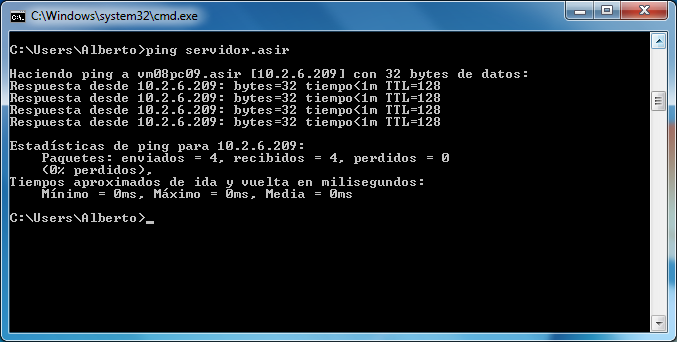 C:\Windows\system32\cmd.exe
C:\Users\Alberto>ping servidor.asir
Haciendo ping a vm08pc09.asir [10.2.6.209] con 32 bytes de datos:
Respuesta desde 10.2.6.209: bytes=32 tiempo<1m TTL=128
Respuesta desde 10.2.6.209: bytes=32 tiempo<1m TTL=128
Respuesta desde 10.2.6.209: bytes=32 tiempo<1m TTL=128
Respuesta desde 10.2.6.209: bytes=32 tiempo<1m TTL=128
Estadísticas de ping para 10.2.6.209:
Paquetes: enviados = 4, recibidos = 4, perdidos = 0
(0% perdidos),
Tiempos aproximados de ida y vuelta en milisegundos:
Mínimo = 0ms, Máximo = 0ms, Media = 0ms
C:\Users\Alberto>_